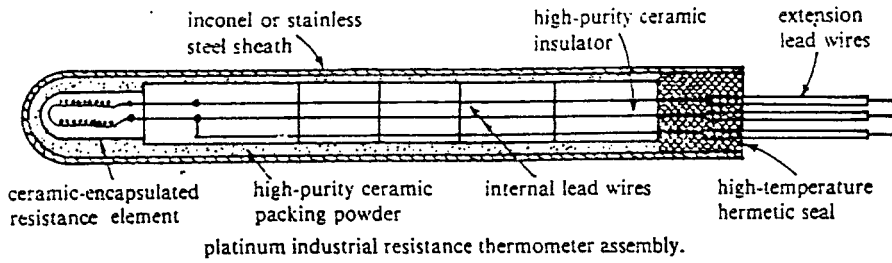 inconel or stainless
steel sheath
high-purity ceramic
insulator
extension
lead wires
ceramic-encapsulated
resistance element
high-purity ceramic
packing powder
internal lead wires
high-temperature
hermetic seal
platinum industrial resistance thermometer assembly.